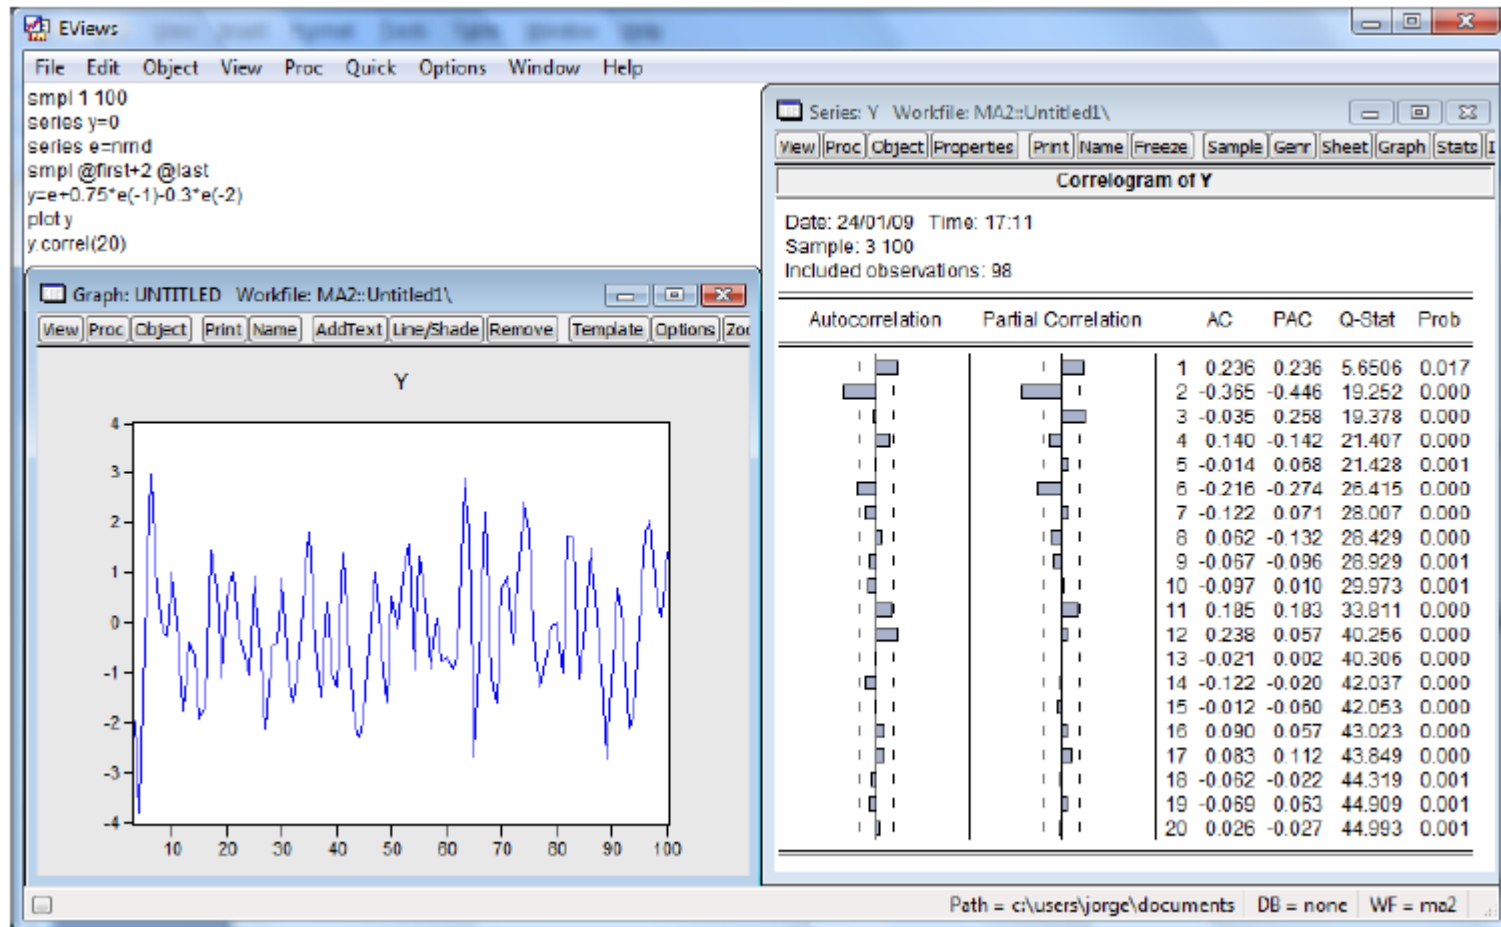 EViews
File Edit Object View Proc Quick Options Window Help
smpl 1 100
series y=0
series e=nrnd
smpl @first+2 @last
y=e+0.75*e(-1)-0.3*e(-2)
plot y
y.correl(20)
Graph: UNTITLED Workfile: MA2::Untitled1\
View Proc Object Print Name AddText Line/Shade Remove Template Options Zoo
Y
4
3
2
1
0
-1
-2
-3
-4
10 20 30 40 50 60 70 80 90 100
Series: Y Workfile: MA2::Untitled1\
View Proc Object Properties Print Name Freeze Sample Genr Sheet Graph Stats I
Correlogram of Y
Date: 24/01/09 Time: 17:11
Sample: 3 100
Included observations: 98
Autocorrelation Partial Correlation AC PAC Q-Stat Prob
1 0.236 0.236 5.6506 0.017
2 -0.365 -0.446 19.252 0.000
3 -0.035 0.258 19.378 0.000
4 0.140 -0.142 21.407 0.000
5 -0.014 0.068 21.428 0.001
6 -0.216 -0.274 26.415 0.000
7 -0.122 0.071 28.007 0.000
8 0.062 -0.132 28.429 0.000
9 -0.067 -0.096 28.929 0.001
10 -0.097 0.010 29.973 0.001
11 0.185 0.183 33.811 0.000
12 0.238 0.057 40.256 0.000
13 -0.021 0.002 40.306 0.000
14 -0.122 -0.020 42.037 0.000
15 -0.012 -0.060 42.053 0.000
16 0.090 0.057 43.023 0.000
17 0.083 0.112 43.849 0.000
18 -0.062 -0.022 44.319 0.001
19 -0.069 0.063 44.909 0.001
20 0.026 -0.027 44.993 0.001
Path = c:\users\jorge\documents DB = none WF = ma2